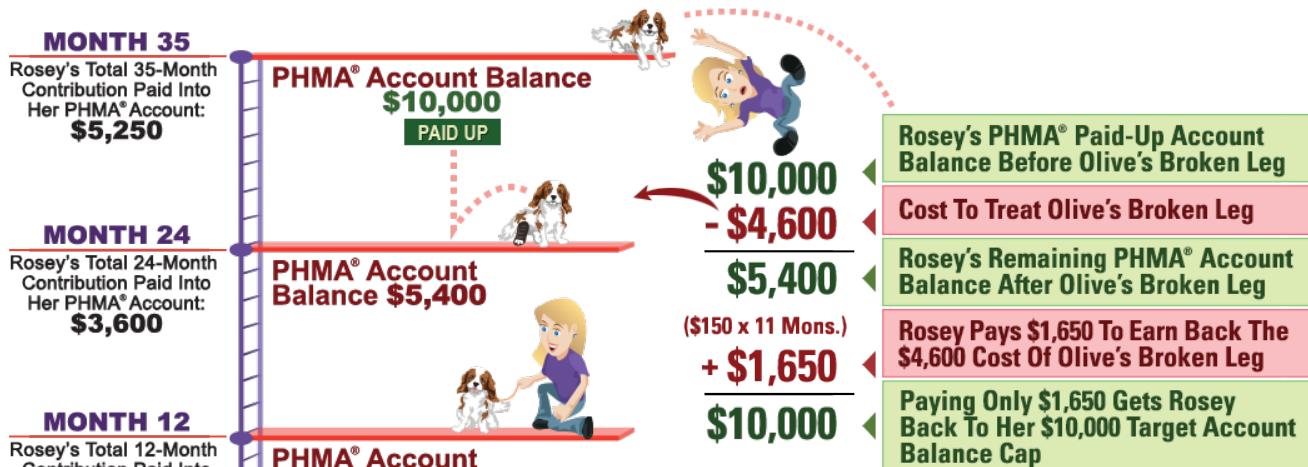 MONTH 35
Rosey's Total 35-Month
Contribution Paid Into
Her PHMA® Account:
$5,250
PHMA® Account Balance
$10,000
PAID UP
MONTH 24
Rosey's Total 24-Month
Contribution Paid Into
Her PHMA® Account:
$3,600
PHMA® Account
Balance $5,400
MONTH 12
Rosey's Total 12-Month
Contribution Paid Into
PHMA® Account
$10,000
- $4,600
$5,400
($150 x 11 Mons.)
+ $1,650
$10,000
Rosey's PHMA® Paid-Up Account
Balance Before Olive's Broken Leg
Cost To Treat Olive's Broken Leg
Rosey's Remaining PHMA® Account
Balance After Olive's Broken Leg
Rosey Pays $1,650 To Earn Back The
$4,600 Cost Of Olive's Broken Leg
Paying Only $1,650 Gets Rosey
Back To Her $10,000 Target Account
Balance Cap